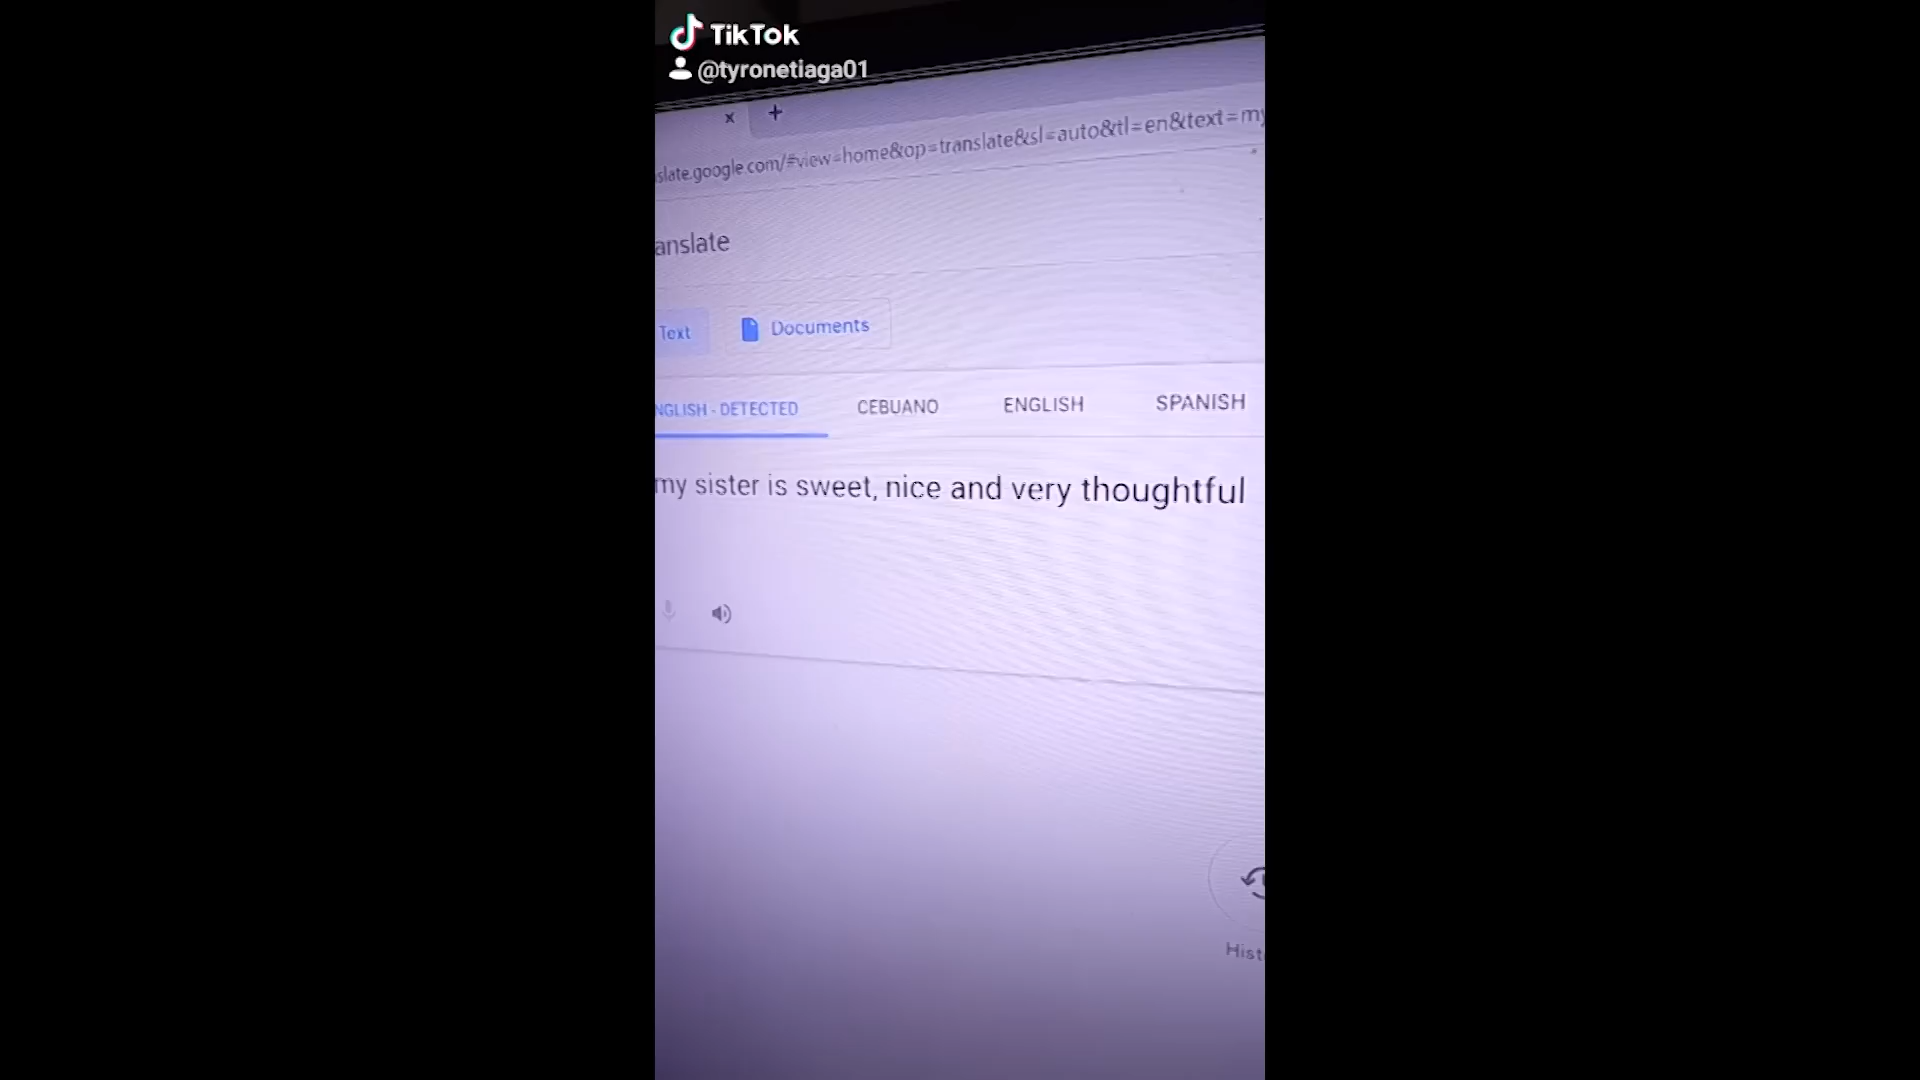 TikTok
@tyronetiaga01
x +
slate.google.com/#view=home&op=translate&sl=auto&tl=en&text=my
anslate
Text Documents
NGLISH - DETECTED CEBUANO ENGLISH SPANISH
my sister is sweet, nice and very thoughtful
Hist